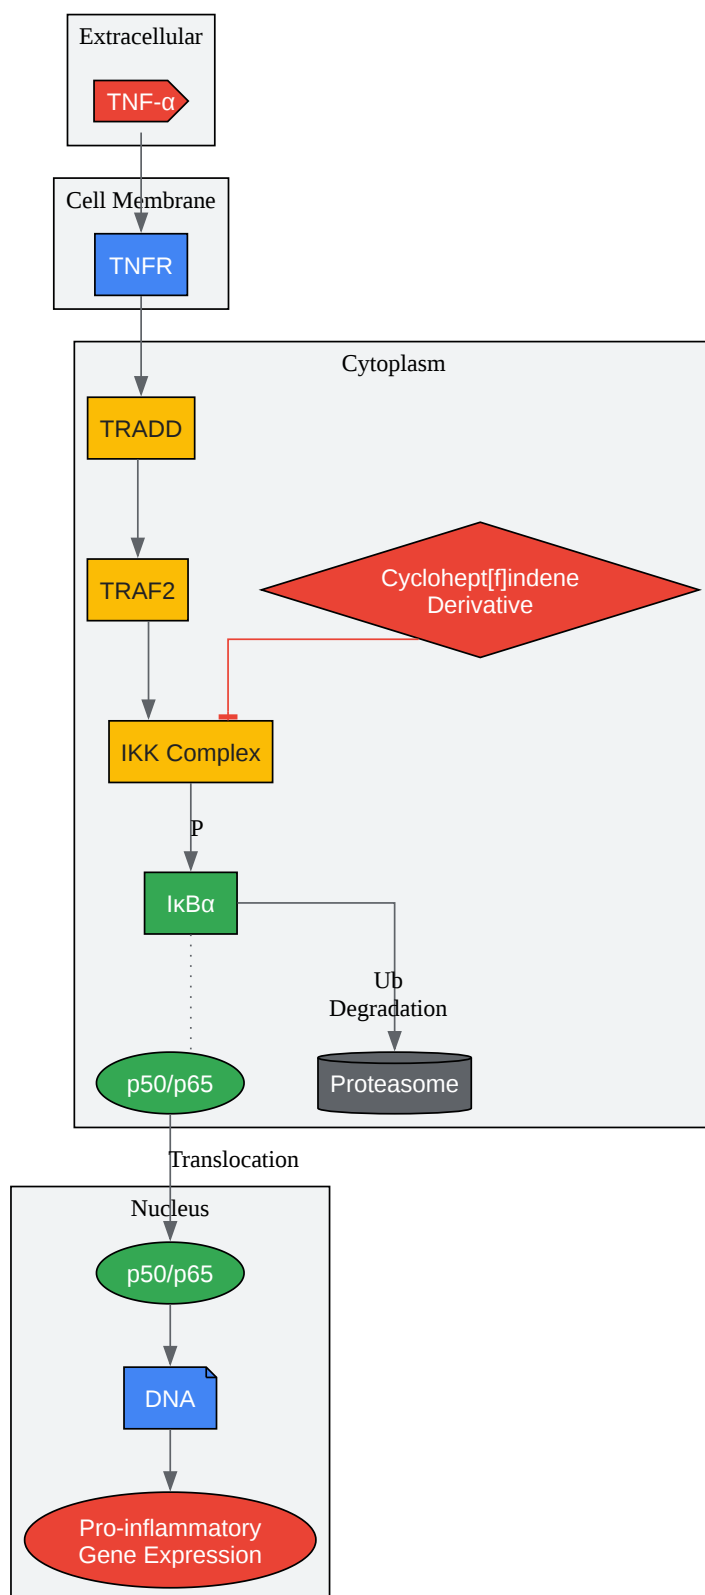 Extracellular
TNF-α
Cell Membrane
TNFR
Cytoplasm
TRADD
TRAF2
Cyclohept[f]indene
Derivative
IKK Complex
P
IκBα
Ub
Degradation
p50/p65
Proteasome
Translocation
Nucleus
p50/p65
DNA
Pro-inflammatory
Gene Expression